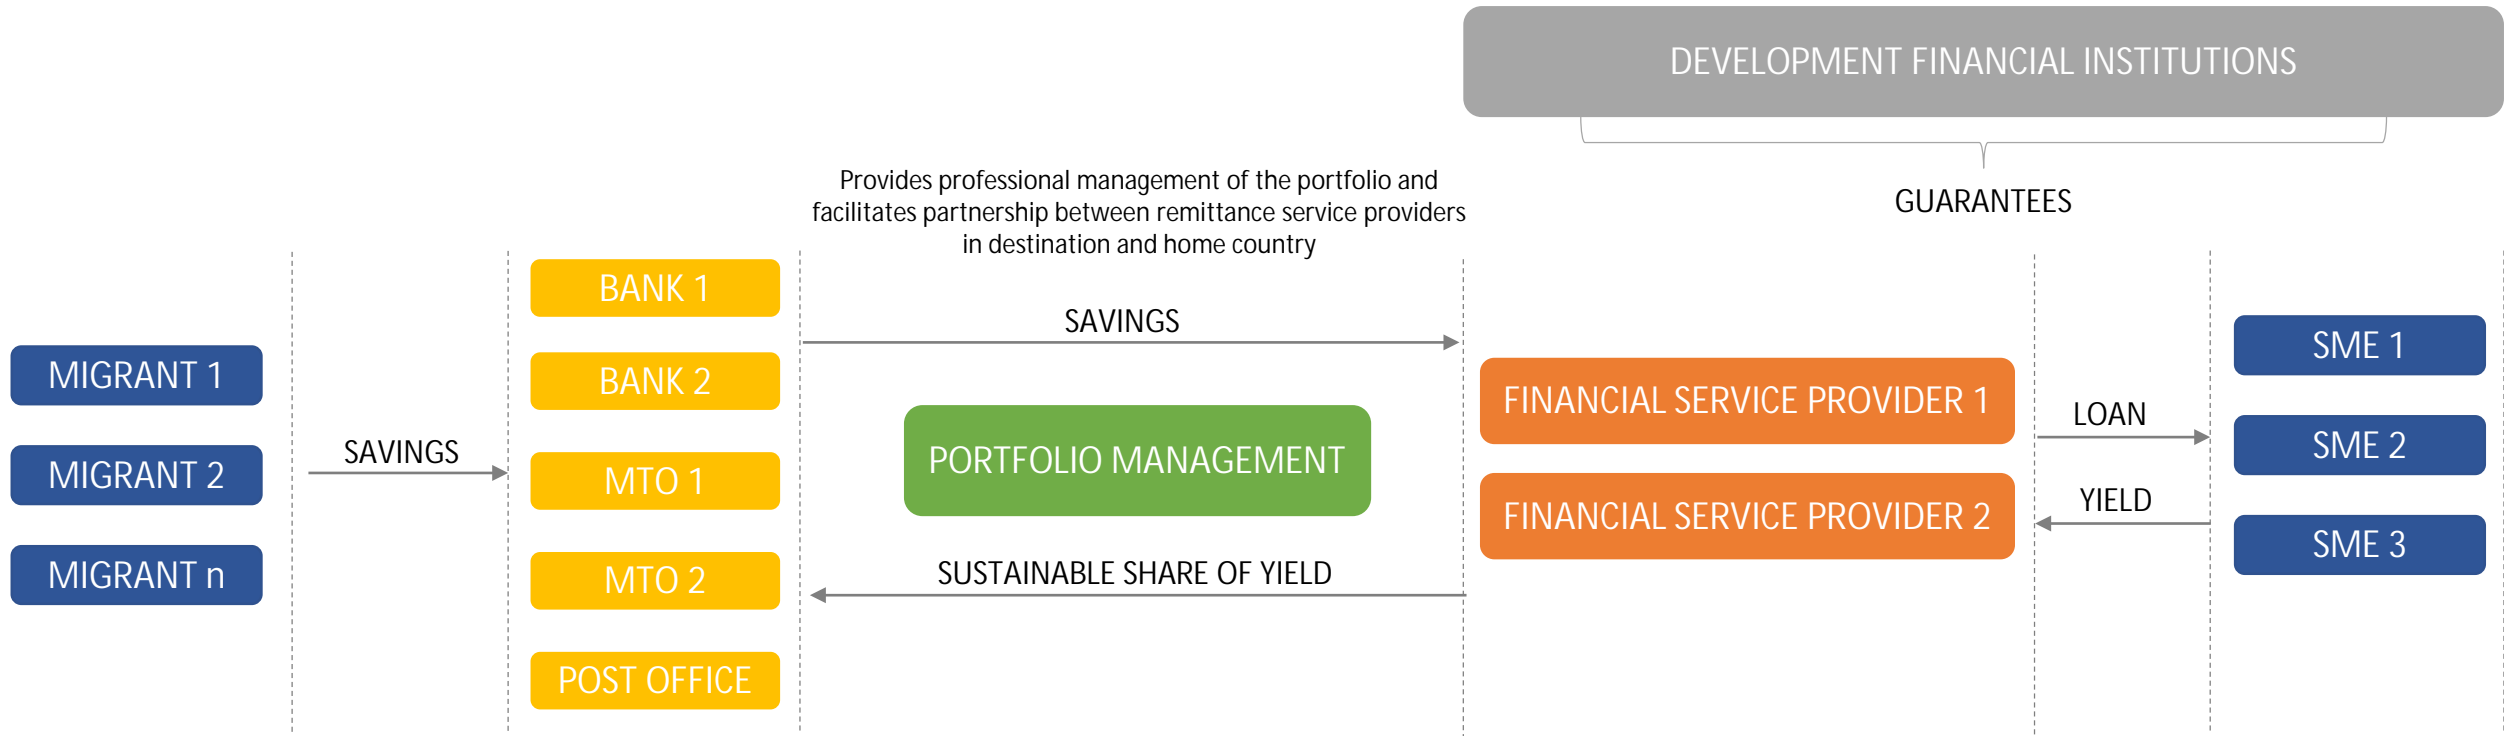 DEVELOPMENT FINANCIAL INSTITUTIONS
GUARANTEES
Provides professional management of the portfolio and
facilitates partnership between remittance service providers
in destination and home country
MIGRANT 1
MIGRANT 2
MIGRANT n
SAVINGS
BANK 1
BANK 2
MTO 1
MTO 2
POST OFFICE
SAVINGS
PORTFOLIO MANAGEMENT
SUSTAINABLE SHARE OF YIELD
FINANCIAL SERVICE PROVIDER 1
FINANCIAL SERVICE PROVIDER 2
LOAN
YIELD
SME 1
SME 2
SME 3